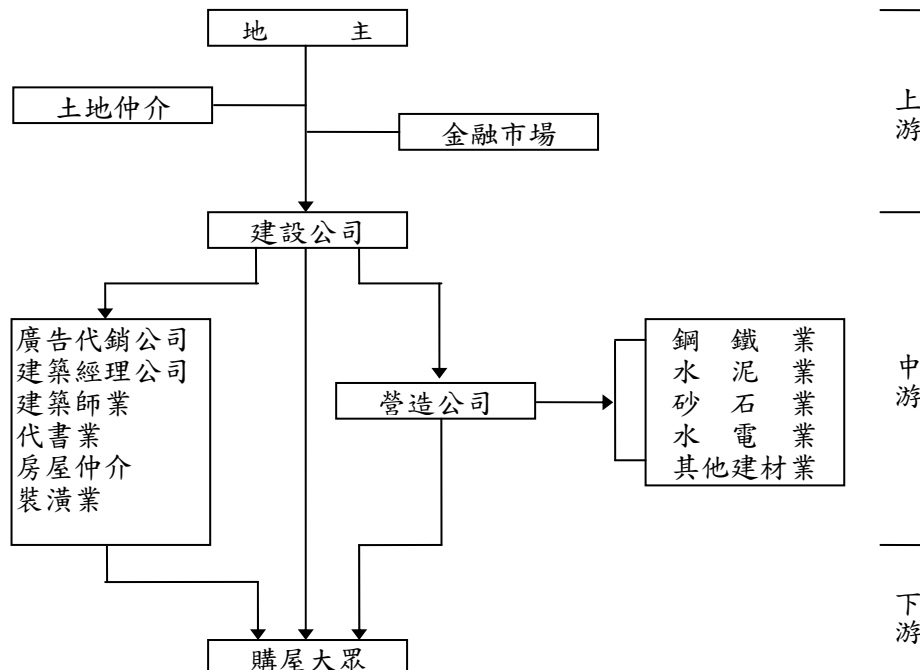 地　　主
土地仲介
金融市場
上
游
建設公司
廣告代銷公司
建築經理公司
建築師業
代書業
房屋仲介
裝潢業
營造公司
鋼　鐵　業
水　泥　業
砂　石　業
水　電　業
其他建材業
中
游
購屋大眾
下
游